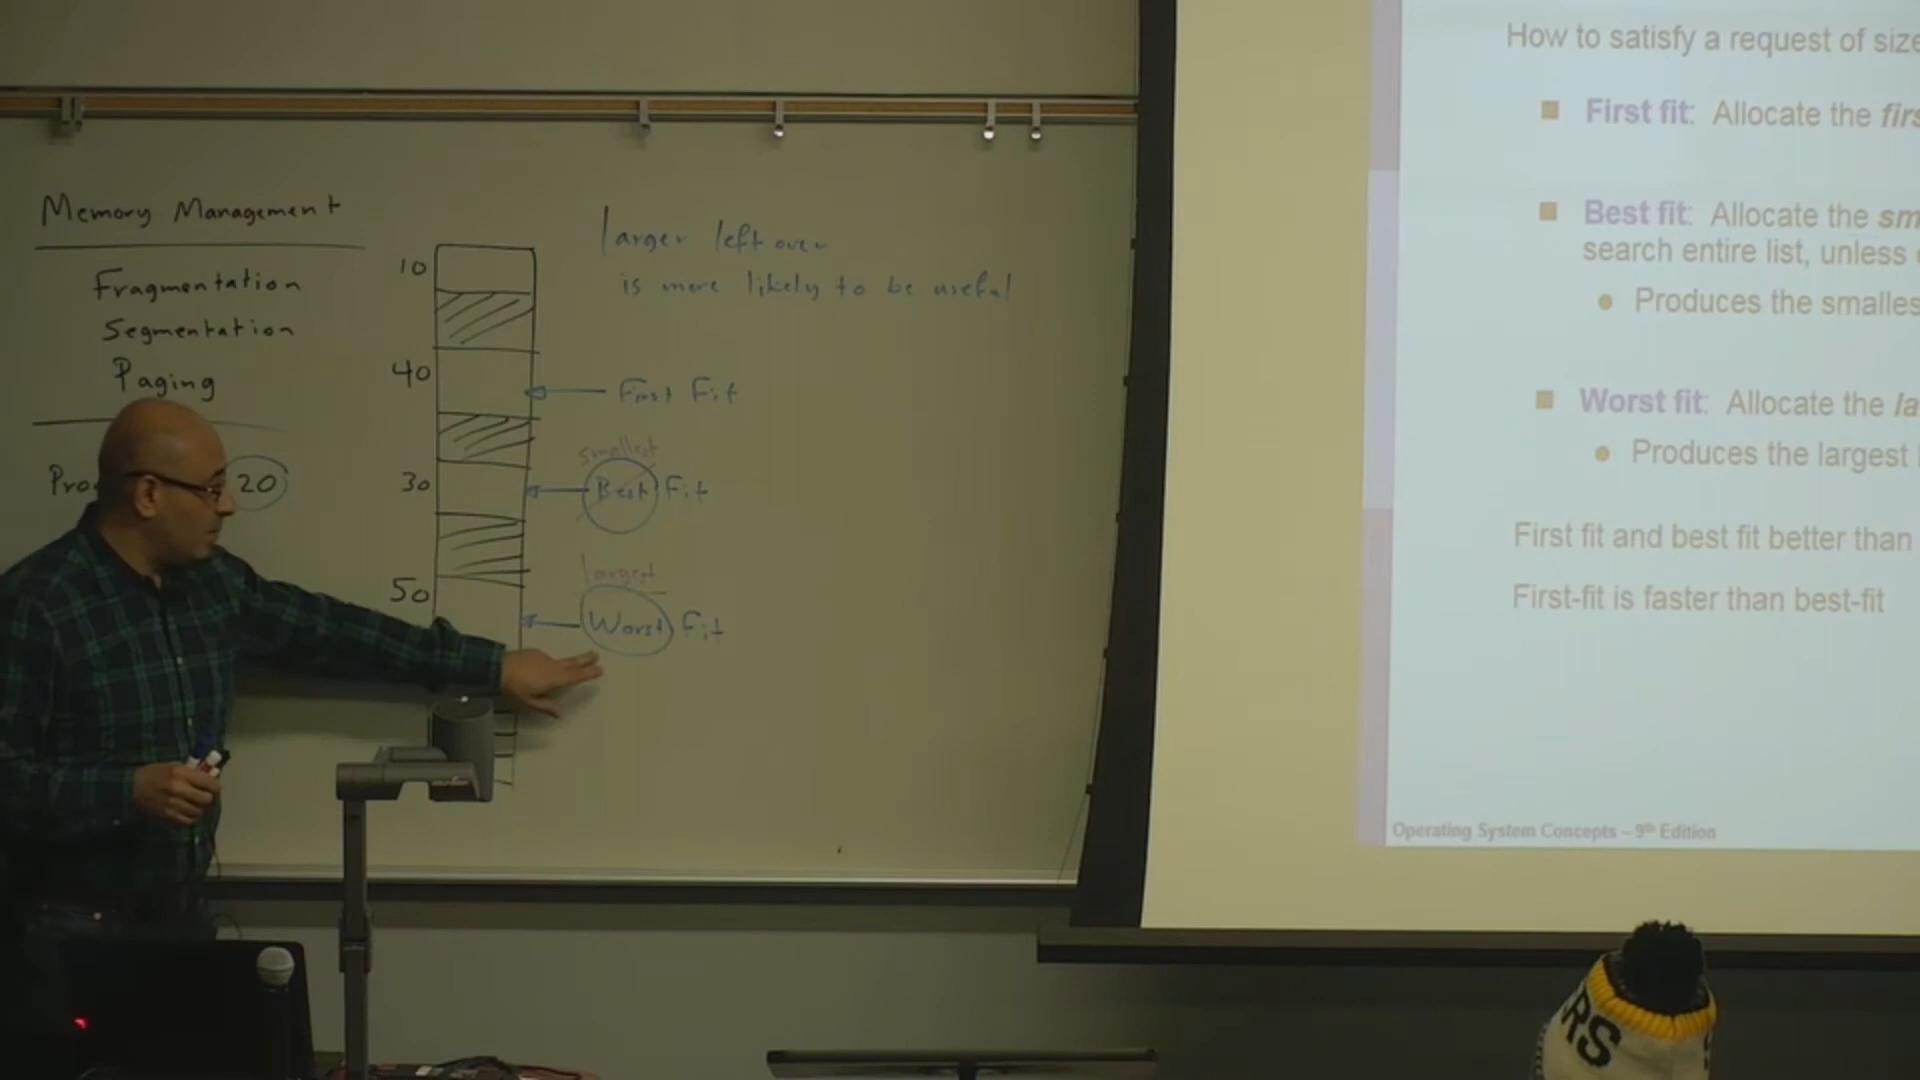 Memory Management
Fragmentation
Segmentation
Paging
20
10
40
30
50
larger left over
is more likely to be useful
First Fit
smallest
Best Fit
largest
Worst Fit
How to satisfy a request of size
First fit: Allocate the
Best fit: Allocate the
search entire list, unless
Produces the
Worst fit: Allocate the
Produces the largest
First fit and best fit better than
First-fit is faster than best-fit
Operating System Concepts – 9th Edition
RS